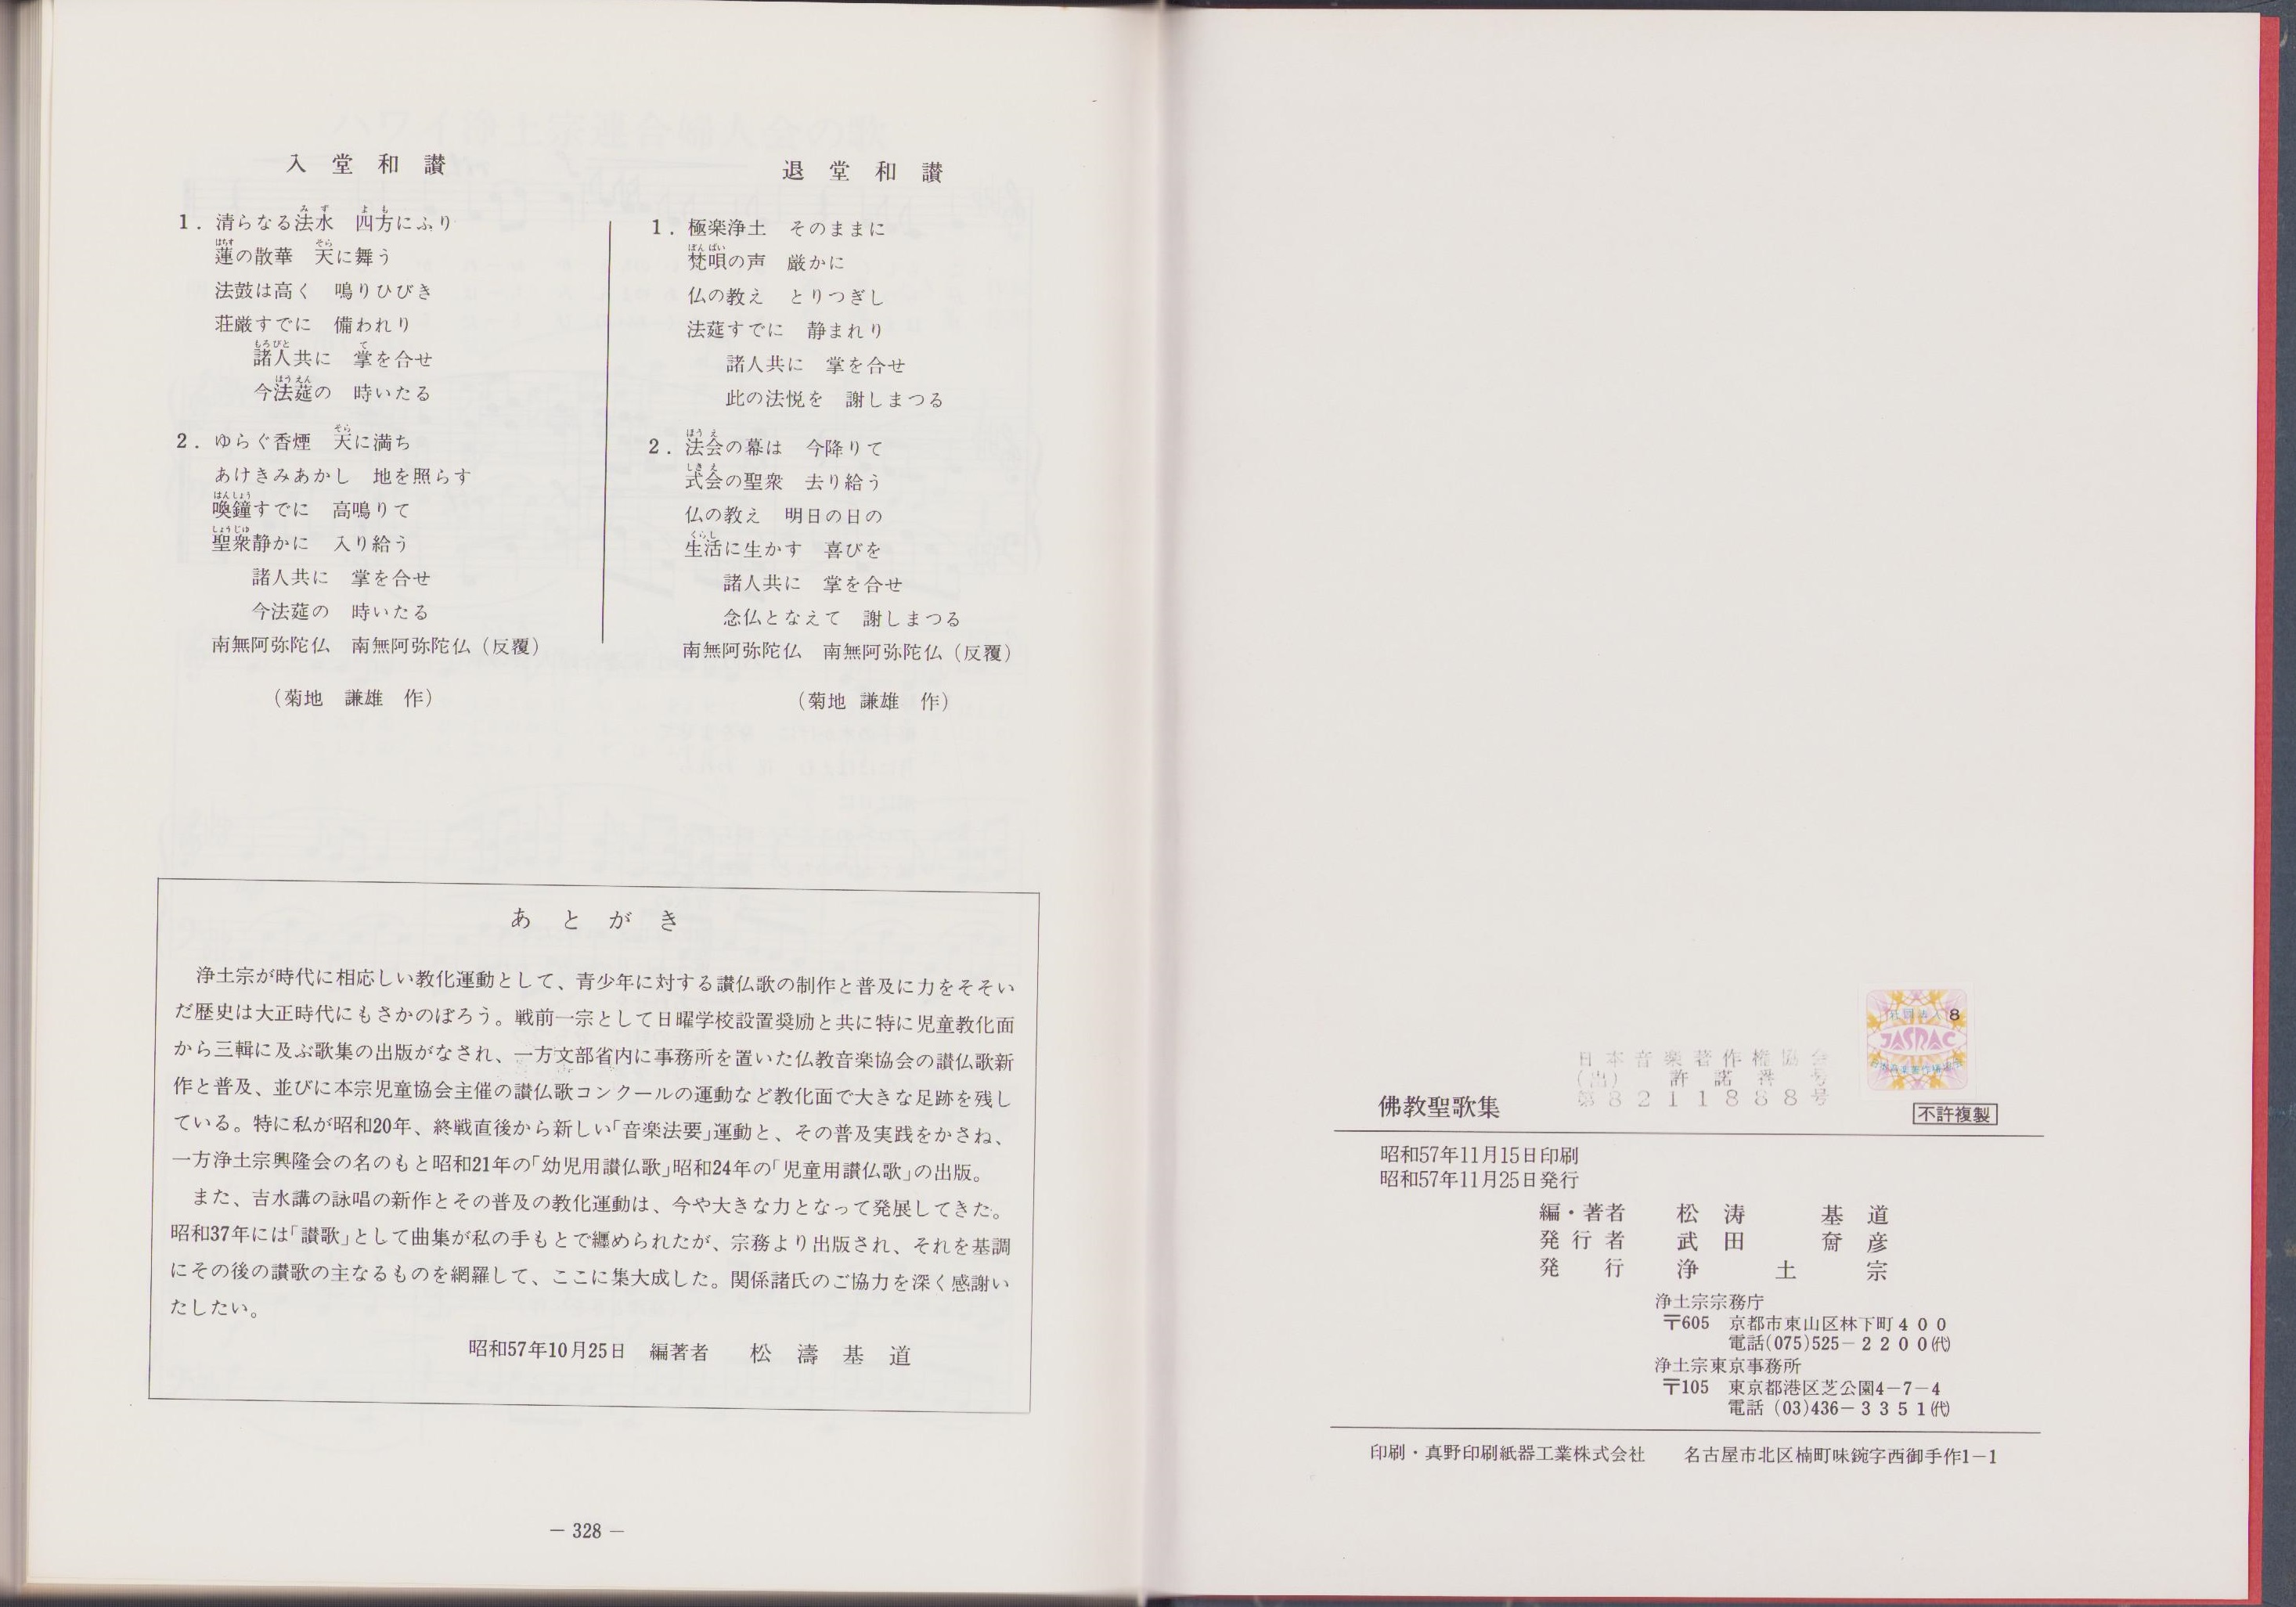 入堂和讃
1. 清らなる法水　四方にふり
蓮の散華　天に舞う
法鼓は高く　鳴りひびき
荘厳すでに　備われり
諸人共に　掌を合せ
今法莚の　時いたる
2. ゆらぐ香煙　天に満ち
あけきみあかし　地を照らす
喚鐘すでに　高鳴りて
聖衆静かに　入り給う
諸人共に　掌を合せ
今法莚の　時いたる
南無阿弥陀仏　南無阿弥陀仏（反覆）
（菊地　謙雄　作）
退堂和讃
1. 極楽浄土　そのままに
梵唄の声　厳かに
仏の教え　とりつぎし
法莚すでに　静まれり
諸人共に　掌を合せ
此の法悦を　謝しまつる
2. 法会の幕は　今降りて
式会の聖衆　去り給う
仏の教え　明日の日の
生活に生かす　喜びを
諸人共に　掌を合せ
念仏となえて　謝しまつる
南無阿弥陀仏　南無阿弥陀仏（反覆）
（菊地　謙雄　作）
あとがき
浄土宗が時代に相応しい教化運動として、青少年に対する讃仏歌の制作と普及に力をそそい
だ歴史は大正時代にもさかのぼろう。戦前一宗として日曜学校設置奨励と共に特に児童教化面
から三輯に及ぶ歌集の出版がなされ、一方文部省内に事務所を置いた仏教音楽協会の讃仏歌新
作と普及、並びに本宗児童協会主催の讃仏歌コンクールの運動など教化面で大きな足跡を残し
ている。特に私が昭和20年、終戦直後から新しい「音楽法要」運動と、その普及実践をかさね、
一方浄土宗興隆会の名のもと昭和21年の「幼児用讃仏歌」昭和24年の「児童用讃仏歌」の出版。
また、吉水講の詠唱の新作とその普及の教化運動は、今や大きな力となって発展してきた。
昭和37年には「讃歌」として曲集が私の手もとで纒められたが、宗務より出版され、それを基調
にその後の讃歌の主なるものを網羅して、ここに集大成した。関係諸氏のご協力を深く感謝い
たしたい。
昭和57年10月25日　編著者　松濤基道
― 328 ―
日本音楽著作権協会
（出）許諾番号
第8211888号
8
JASRAC
佛教聖歌集
不許複製
昭和57年11月15日印刷
昭和57年11月25日発行
編・著者　松涛　基道
発行者　武田　奝彦
発行　浄土宗
浄土宗宗務庁
〒605　京都市東山区林下町400
電話(075)525－2200㈹
浄土宗東京事務所
〒105　東京都港区芝公園4－7－4
電話 (03)436－3351㈹
印刷・真野印刷紙器工業株式会社　名古屋市北区楠町味鋺字西御手作1－1